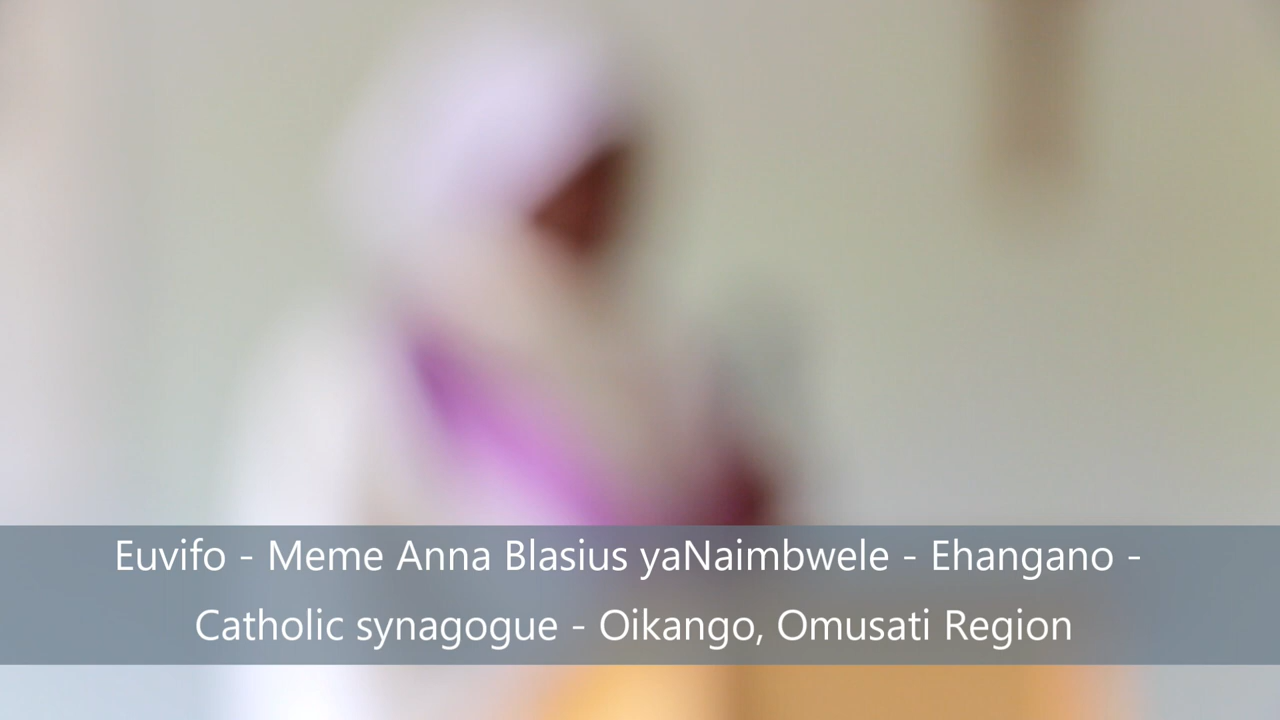 Euvifo - Meme Anna Blasius yaNaimbwele - Ehangano -
Catholic synagogue - Oikango, Omusati Region